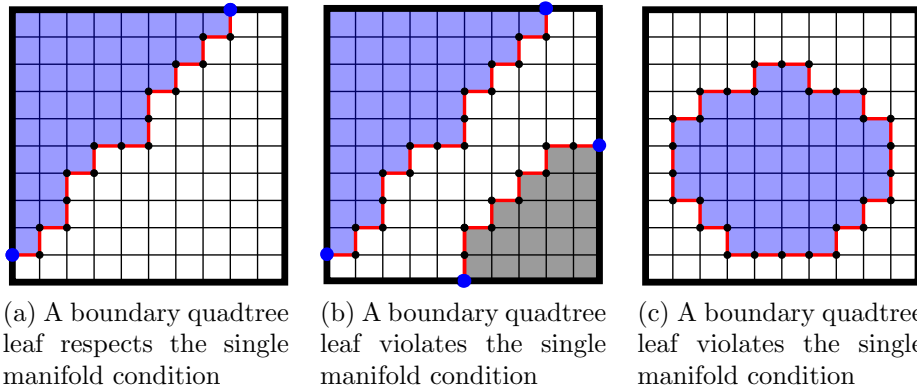 (a) A boundary quadtree
leaf respects the single
manifold condition
(b) A boundary quadtree
leaf violates the single
manifold condition
(c) A boundary quadtree
leaf violates the single
manifold condition